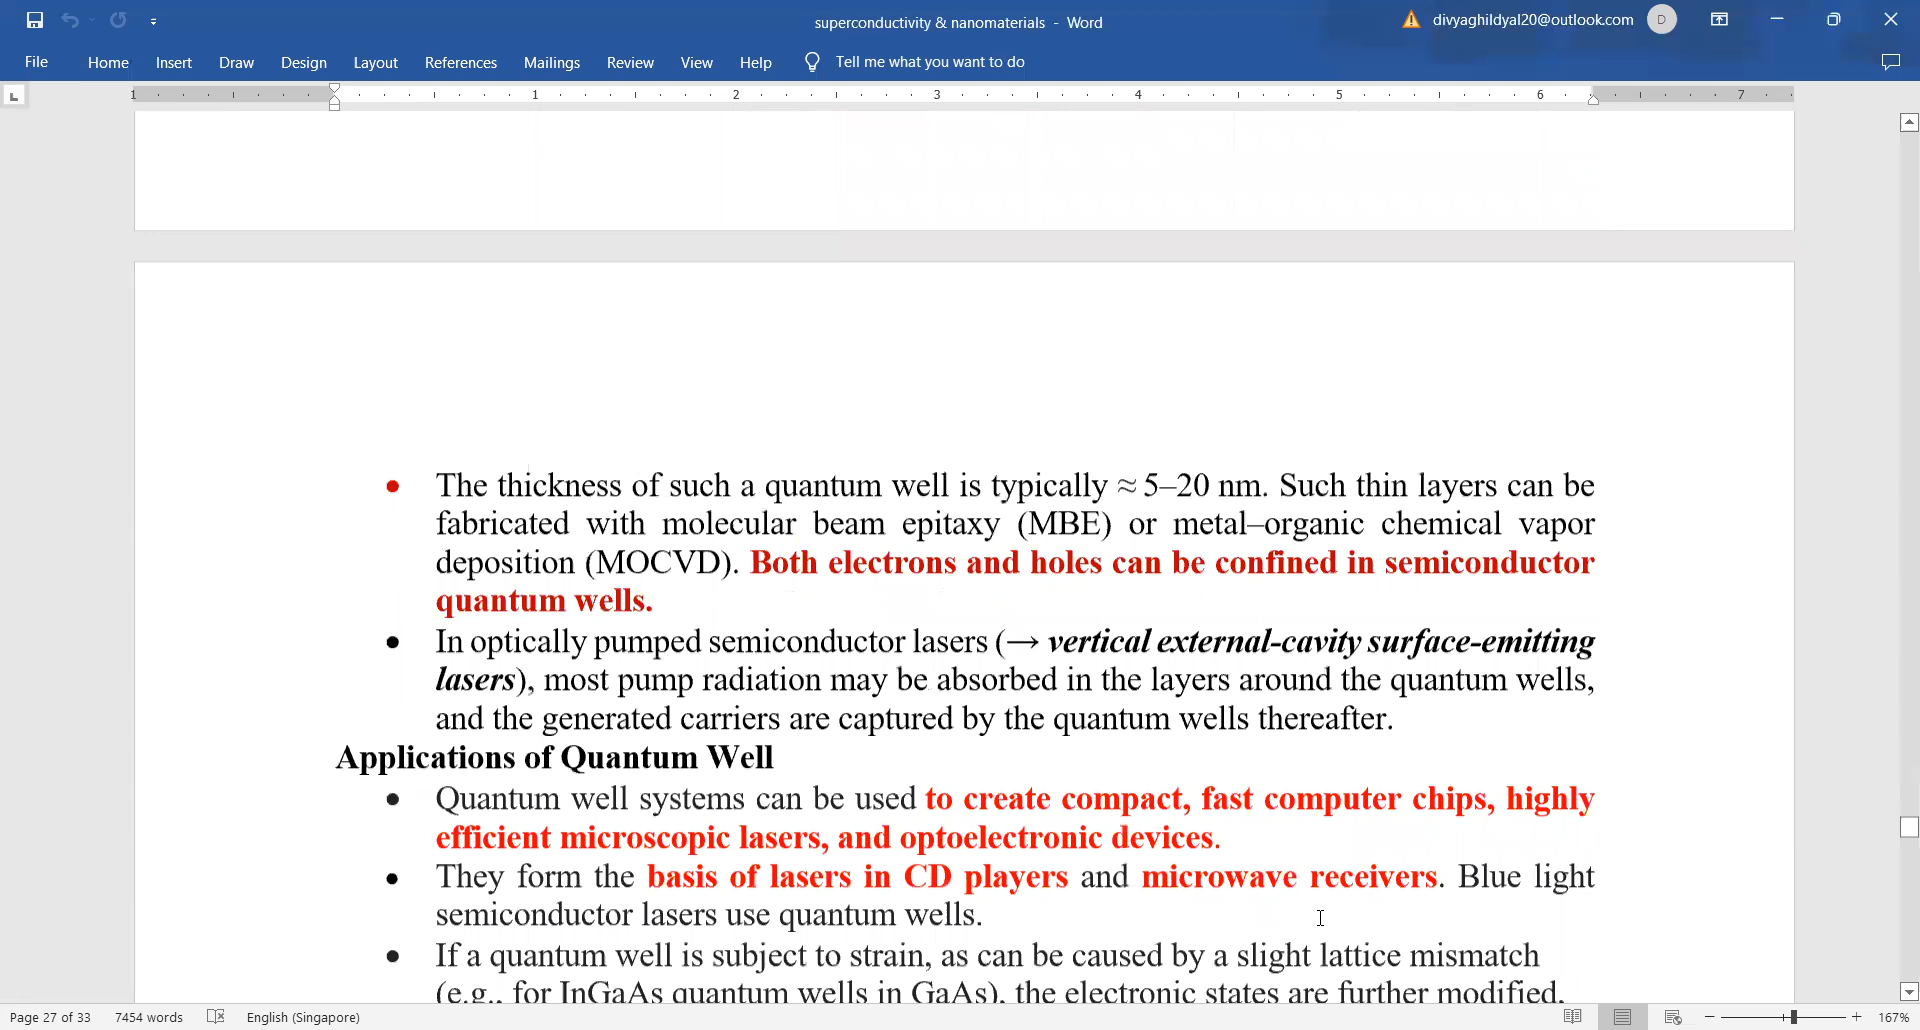 superconductivity & nanomaterials - Word
divyaghildyal20@outlook.com
D
File Home Insert Draw Design Layout References Mailings Review View Help Tell me what you want to do
1 1 2 3 4 5 6 7
• The thickness of such a quantum well is typically ≈ 5–20 nm. Such thin layers can be
fabricated with molecular beam epitaxy (MBE) or metal–organic chemical vapor
deposition (MOCVD). Both electrons and holes can be confined in semiconductor
quantum wells.
• In optically pumped semiconductor lasers (→ vertical external-cavity surface-emitting
lasers), most pump radiation may be absorbed in the layers around the quantum wells,
and the generated carriers are captured by the quantum wells thereafter.
Applications of Quantum Well
• Quantum well systems can be used to create compact, fast computer chips, highly
efficient microscopic lasers, and optoelectronic devices.
• They form the basis of lasers in CD players and microwave receivers. Blue light
semiconductor lasers use quantum wells.
• If a quantum well is subject to strain, as can be caused by a slight lattice mismatch
(e.g., for InGaAs quantum wells in GaAs), the electronic states are further modified,
Page 27 of 33 7454 words English (Singapore) 167%